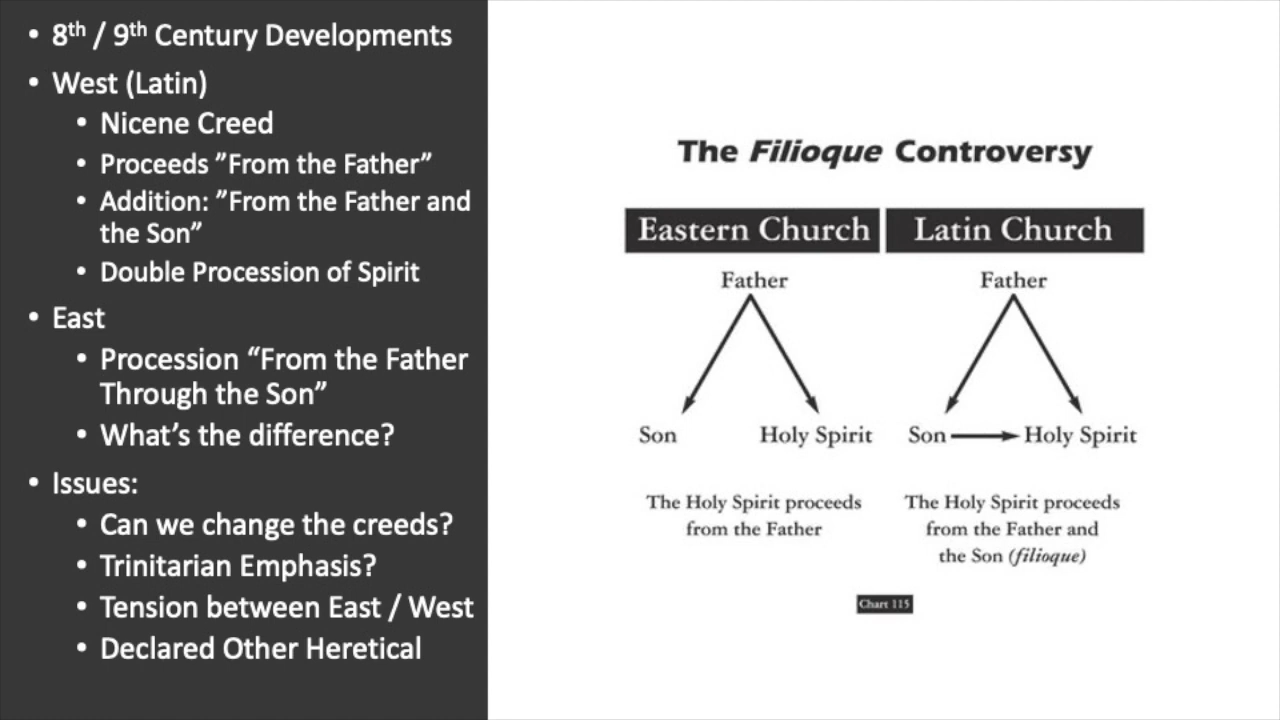 • 8th / 9th Century Developments
• West (Latin)
• Nicene Creed
• Proceeds ”From the Father”
• Addition: ”From the Father and
the Son”
• Double Procession of Spirit
• East
• Procession “From the Father
Through the Son”
• What’s the difference?
• Issues:
• Can we change the creeds?
• Trinitarian Emphasis?
• Tension between East / West
• Declared Other Heretical
The Filioque Controversy
Eastern Church
Father
Son Holy Spirit
The Holy Spirit proceeds
from the Father
Latin Church
Father
Son Holy Spirit
The Holy Spirit proceeds
from the Father and
the Son (filioque)
Chart 115